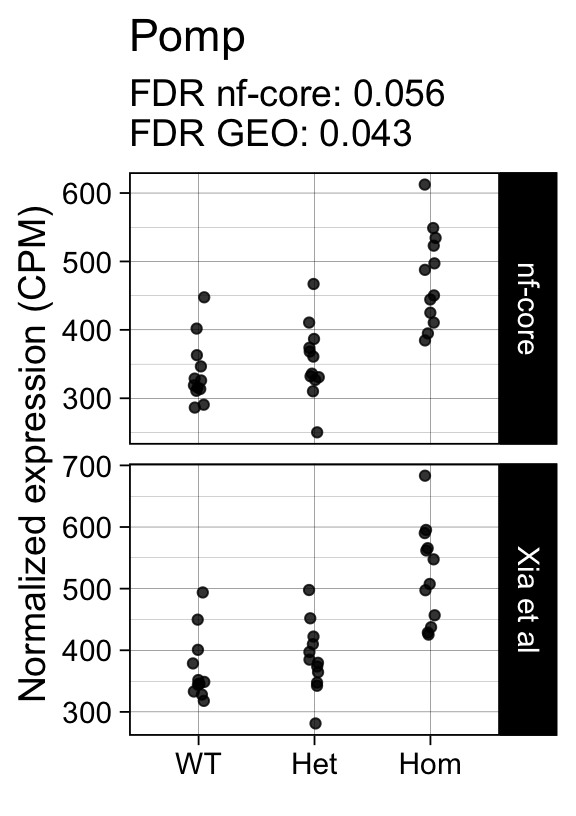 Pomp
FDR nf-core: 0.056
FDR GEO: 0.043
Normalized expression (CPM)
600
500
400
300
nf-core
700
600
500
400
300
Xia et al
WT Het Hom